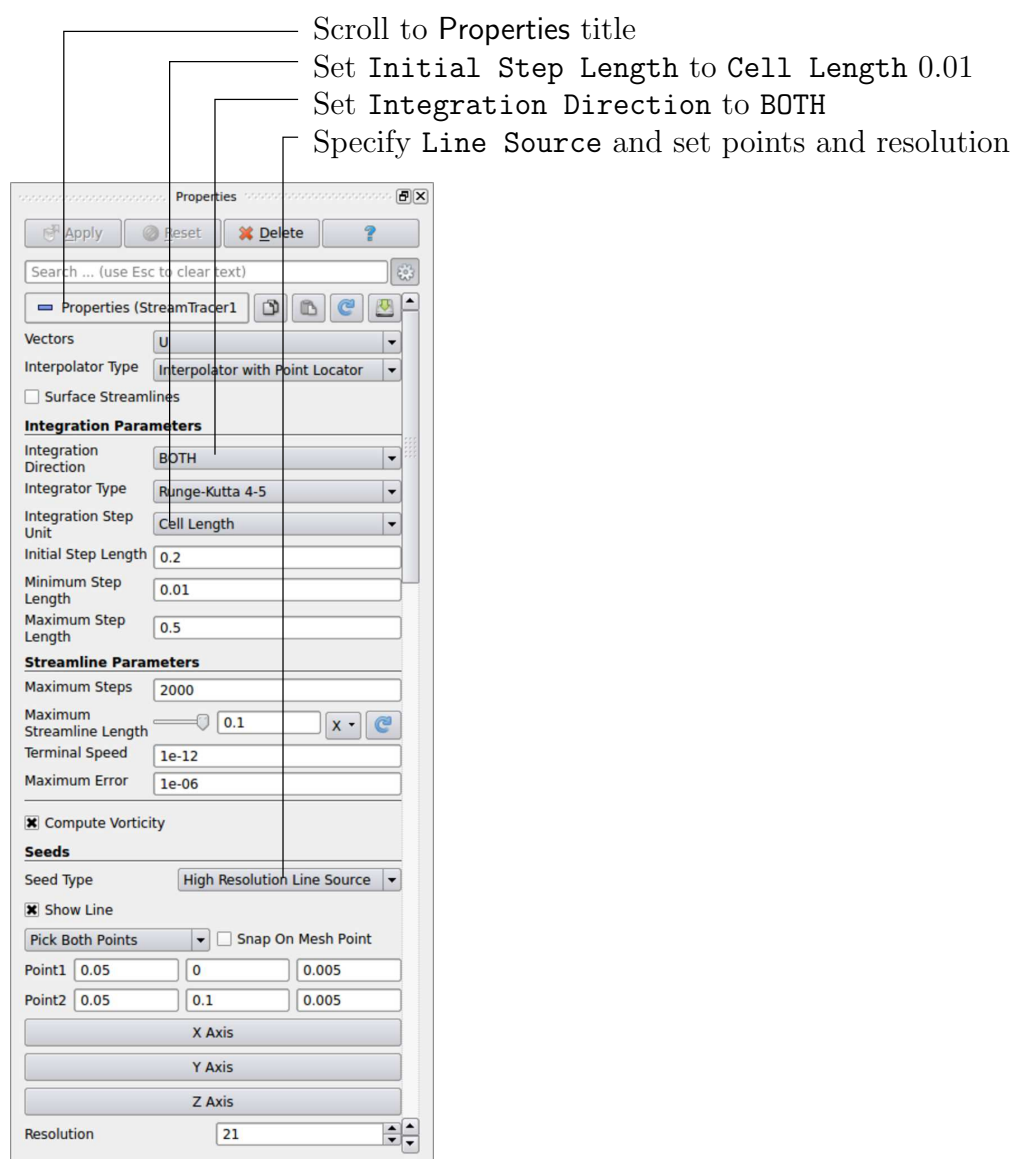 Scroll to Properties title
Set Initial Step Length to Cell Length 0.01
Set Integration Direction to BOTH
Specify Line Source and set points and resolution
Properties
Apply Reset Delete ?
Search ... (use Esc to clear text)
Properties (StreamTracer1
Vectors U
Interpolator Type Interpolator with Point Locator
Surface Streamlines
Integration Parameters
Integration
Direction BOTH
Integrator Type Runge-Kutta 4-5
Integration Step
Unit Cell Length
Initial Step Length 0.2
Minimum Step
Length 0.01
Maximum Step
Length 0.5
Streamline Parameters
Maximum Steps 2000
Maximum
Streamline Length 0.1 X
Terminal Speed 1e-12
Maximum Error 1e-06
Compute Vorticity
Seeds
Seed Type High Resolution Line Source
Show Line
Pick Both Points Snap On Mesh Point
Point1 0.05 0 0.005
Point2 0.05 0.1 0.005
X Axis
Y Axis
Z Axis
Resolution 21